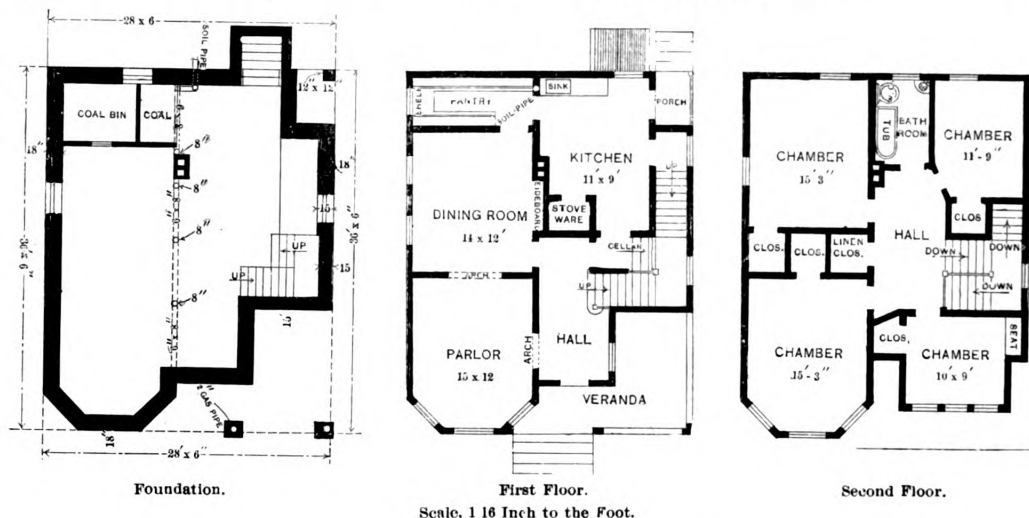 28 x 6
SOIL PIPE
12" x 12"
COAL BIN
COAL
18"
8"
18"
8"
8"
15"
36' x 6"
36' x 6"
UP
UP
15
8"
15'
2" GAS PIPE
18"
28' x 6"
Foundation.
SINK
SHELF
PANTRY
SOIL-PIPE
PORCH
KITCHEN
11' x 9'
UP
SIDEBOARD
STOVE
WARE
DINING ROOM
14 x 12'
CELLAR
ARCH
UP
PARLOR
15 x 12
ARCH
HALL
VERANDA
First Floor.
Scale, 1 16 Inch to the Foot.
TUB
BATH
ROOM
CHAMBER
11'- 9"
CHAMBER
15' 3"
CLOS
HALL
CLOS.
CLOS.
LINEN
CLOS.
DOWN
DOWN
DOWN
CLOS,
SEAT
CHAMBER
15'- 3"
CHAMBER
10' x 9'
Second Floor.